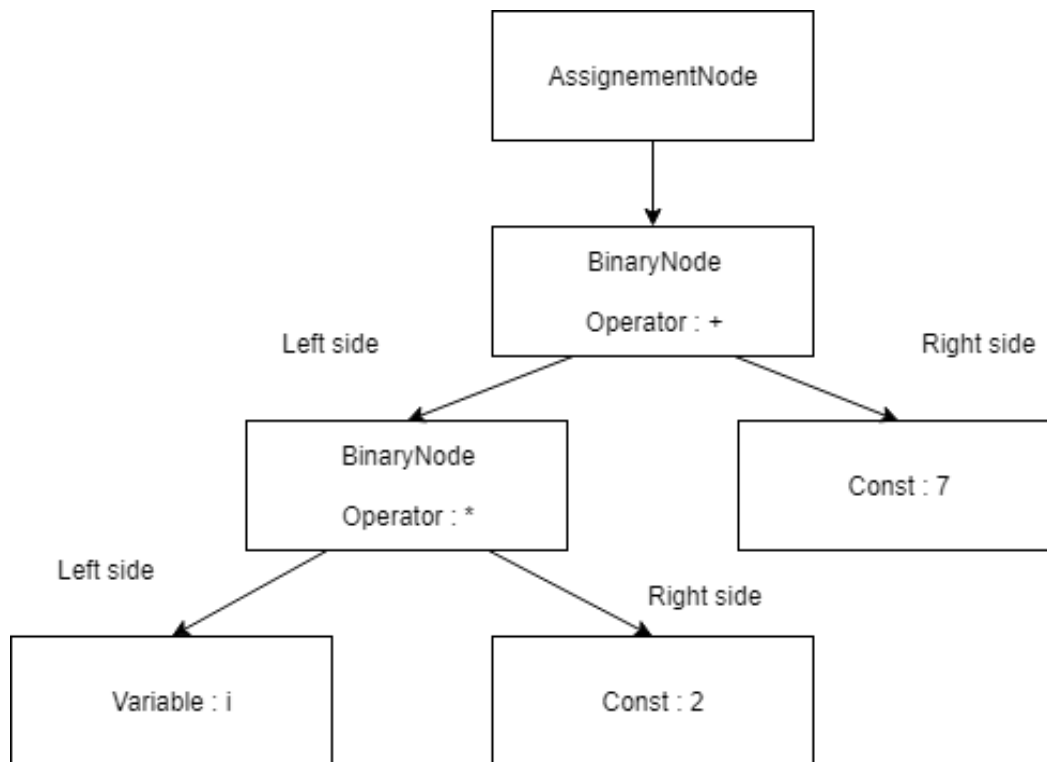 AssignementNode
BinaryNode
Operator : +
Left side
Right side
BinaryNode
Operator : *
Const : 7
Left side
Right side
Variable : i
Const : 2